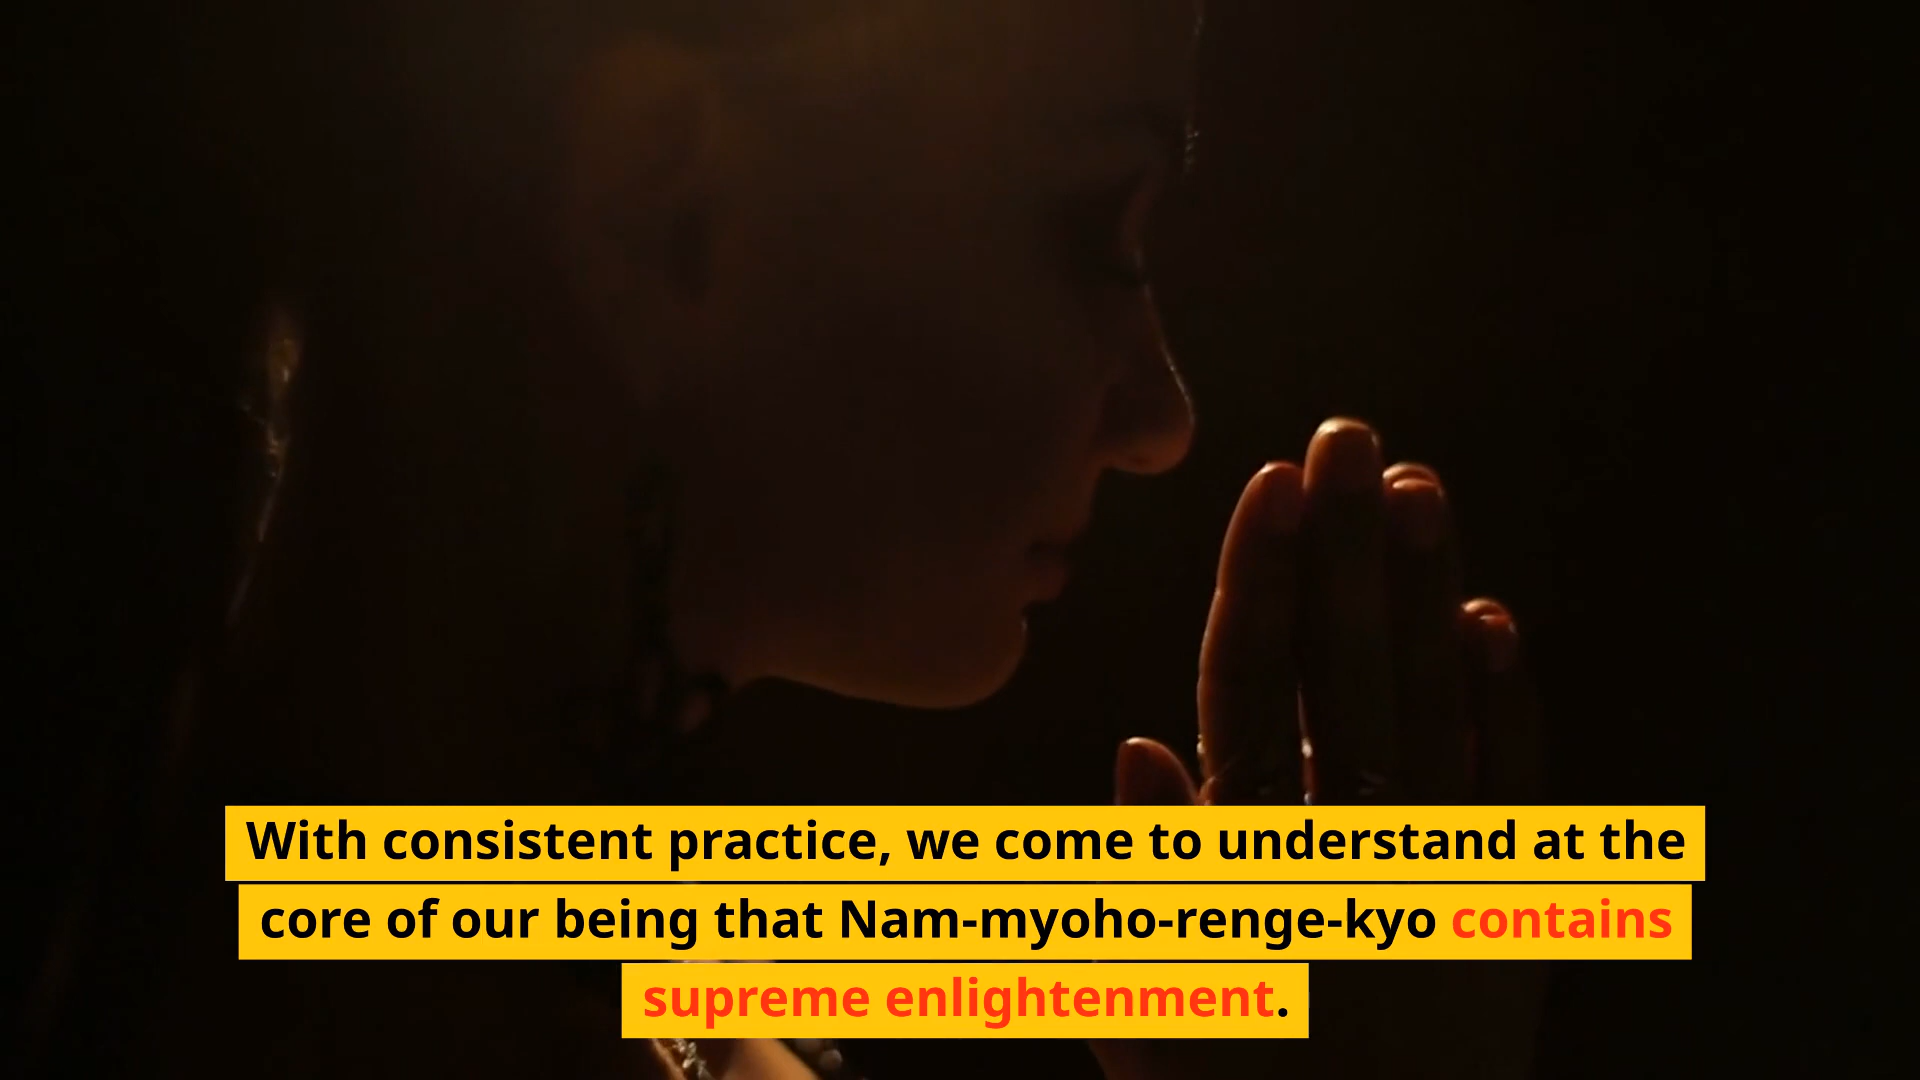 With consistent practice, we come to understand at the
core of our being that Nam-myoho-renge-kyo contains
supreme enlightenment.